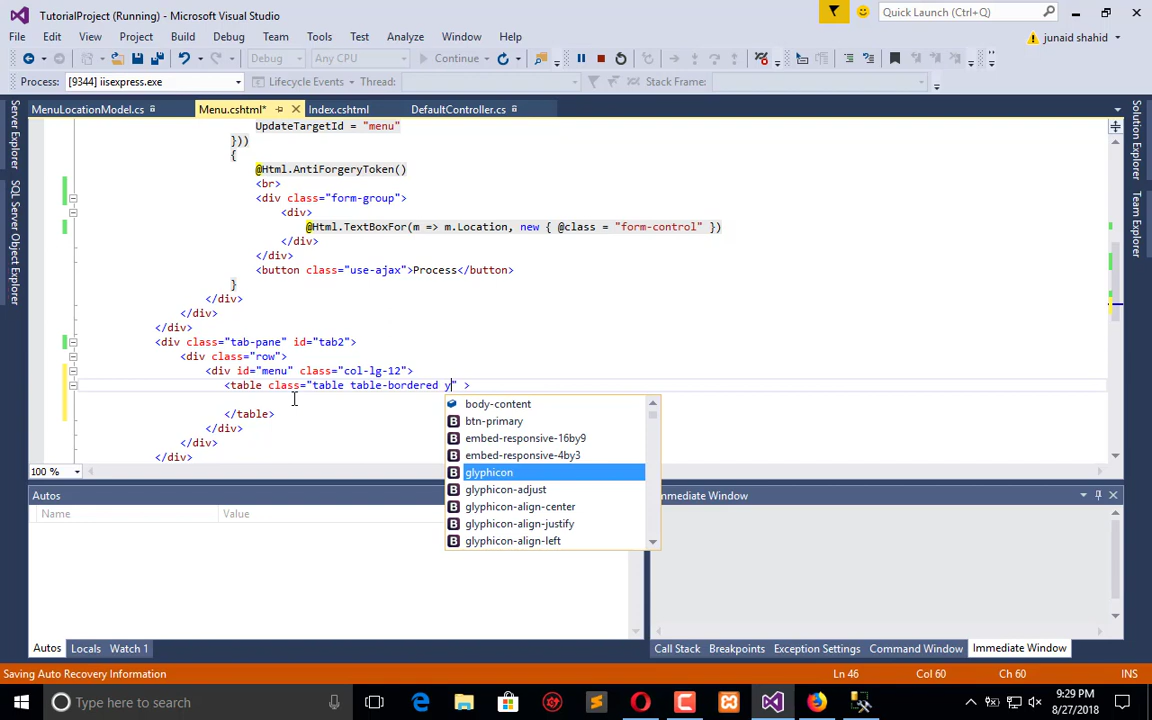 TutorialProject (Running) - Microsoft Visual Studio
Quick Launch (Ctrl+Q)
File Edit View Project Build Debug Team Tools Test Analyze Window Help
junaid shahid
Debug Any CPU Continue
Process: [9344] iisexpress.exe Lifecycle Events Thread: Stack Frame:
MenuLocationModel.cs Menu.cshtml* Index.cshtml DefaultController.cs
Server Explorer
SQL Server Object Explorer
Solution Explorer
Team Explorer
UpdateTargetId = "menu"
}))
{
@Html.AntiForgeryToken()
<br>
<div class="form-group">
<div>
@Html.TextBoxFor(m => m.Location, new { @class = "form-control" })
</div>
</div>
<button class="use-ajax">Process</button>
}
</div>
</div>
</div>
<div class="tab-pane" id="tab2">
<div class="row">
<div id="menu" class="col-lg-12">
<table class="table table-bordered y" >
</table>
</div>
</div>
</div>
body-content
btn-primary
embed-responsive-16by9
embed-responsive-4by3
glyphicon
glyphicon-adjust
glyphicon-align-center
glyphicon-align-justify
glyphicon-align-left
100 %
Autos
Name Value
Immediate Window
Autos Locals Watch 1
Call Stack Breakpoints Exception Settings Command Window Immediate Window
Saving Auto Recovery Information Ln 46 Col 60 Ch 60 INS
Type here to search
9:29 PM
8/27/2018